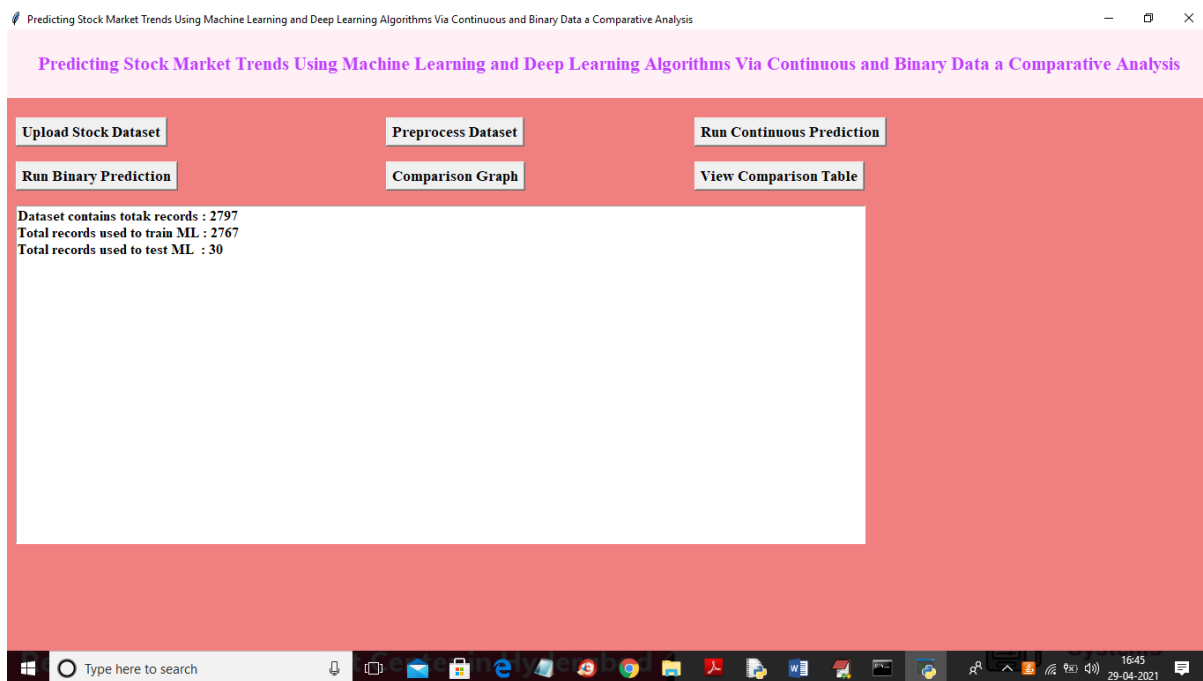 Predicting Stock Market Trends Using Machine Learning and Deep Learning Algorithms Via Continuous and Binary Data a Comparative Analysis
Predicting Stock Market Trends Using Machine Learning and Deep Learning Algorithms Via Continuous and Binary Data a Comparative Analysis
Upload Stock Dataset Preprocess Dataset Run Continuous Prediction
Run Binary Prediction Comparison Graph View Comparison Table
Dataset contains totak records : 2797
Total records used to train ML : 2767
Total records used to test ML : 30
Type here to search
16:45
29-04-2021